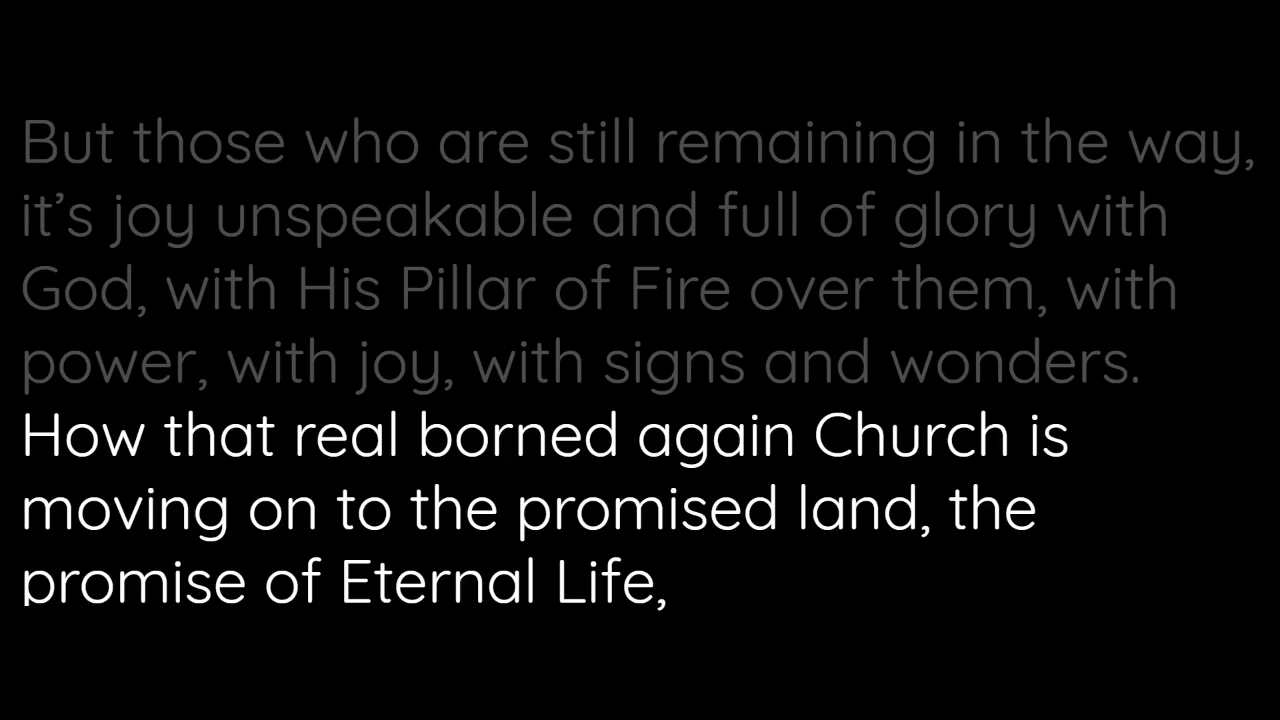 But those who are still remaining in the way,
it’s joy unspeakable and full of glory with
God, with His Pillar of Fire over them, with
power, with joy, with signs and wonders.
How that real borned again Church is
moving on to the promised land, the
promise of Eternal Life,